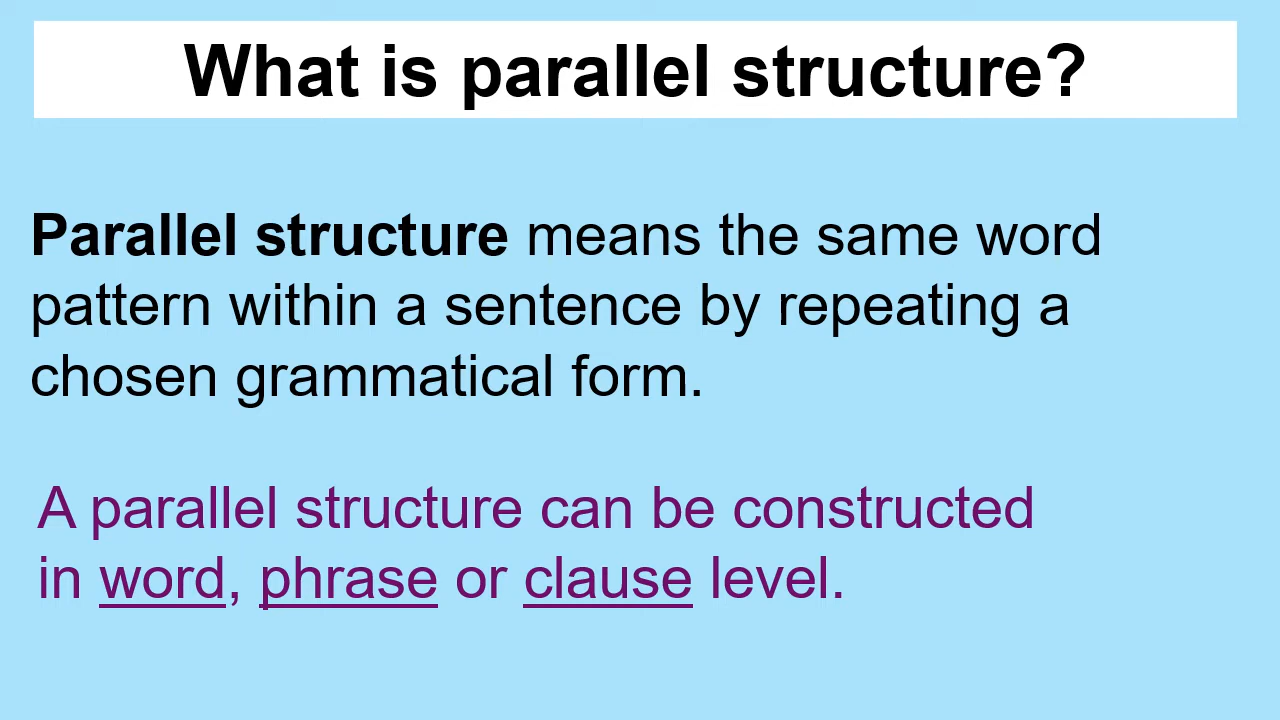 What is parallel structure?
Parallel structure means the same word
pattern within a sentence by repeating a
chosen grammatical form.
A parallel structure can be constructed
in word, phrase or clause level.